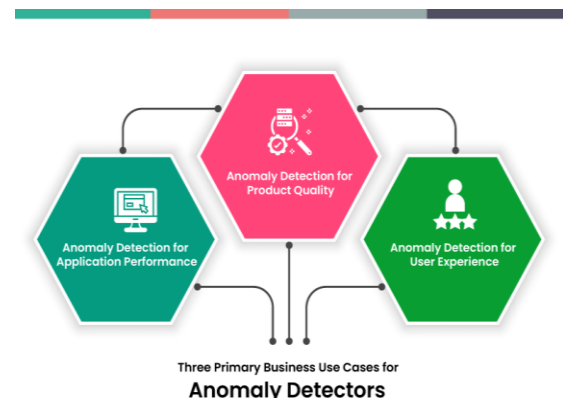 Anomaly Detection for
Product Quality
Anomaly Detection for
Application Performance
Anomaly Detection for
User Experience
Three Primary Business Use Cases for
Anomaly Detectors